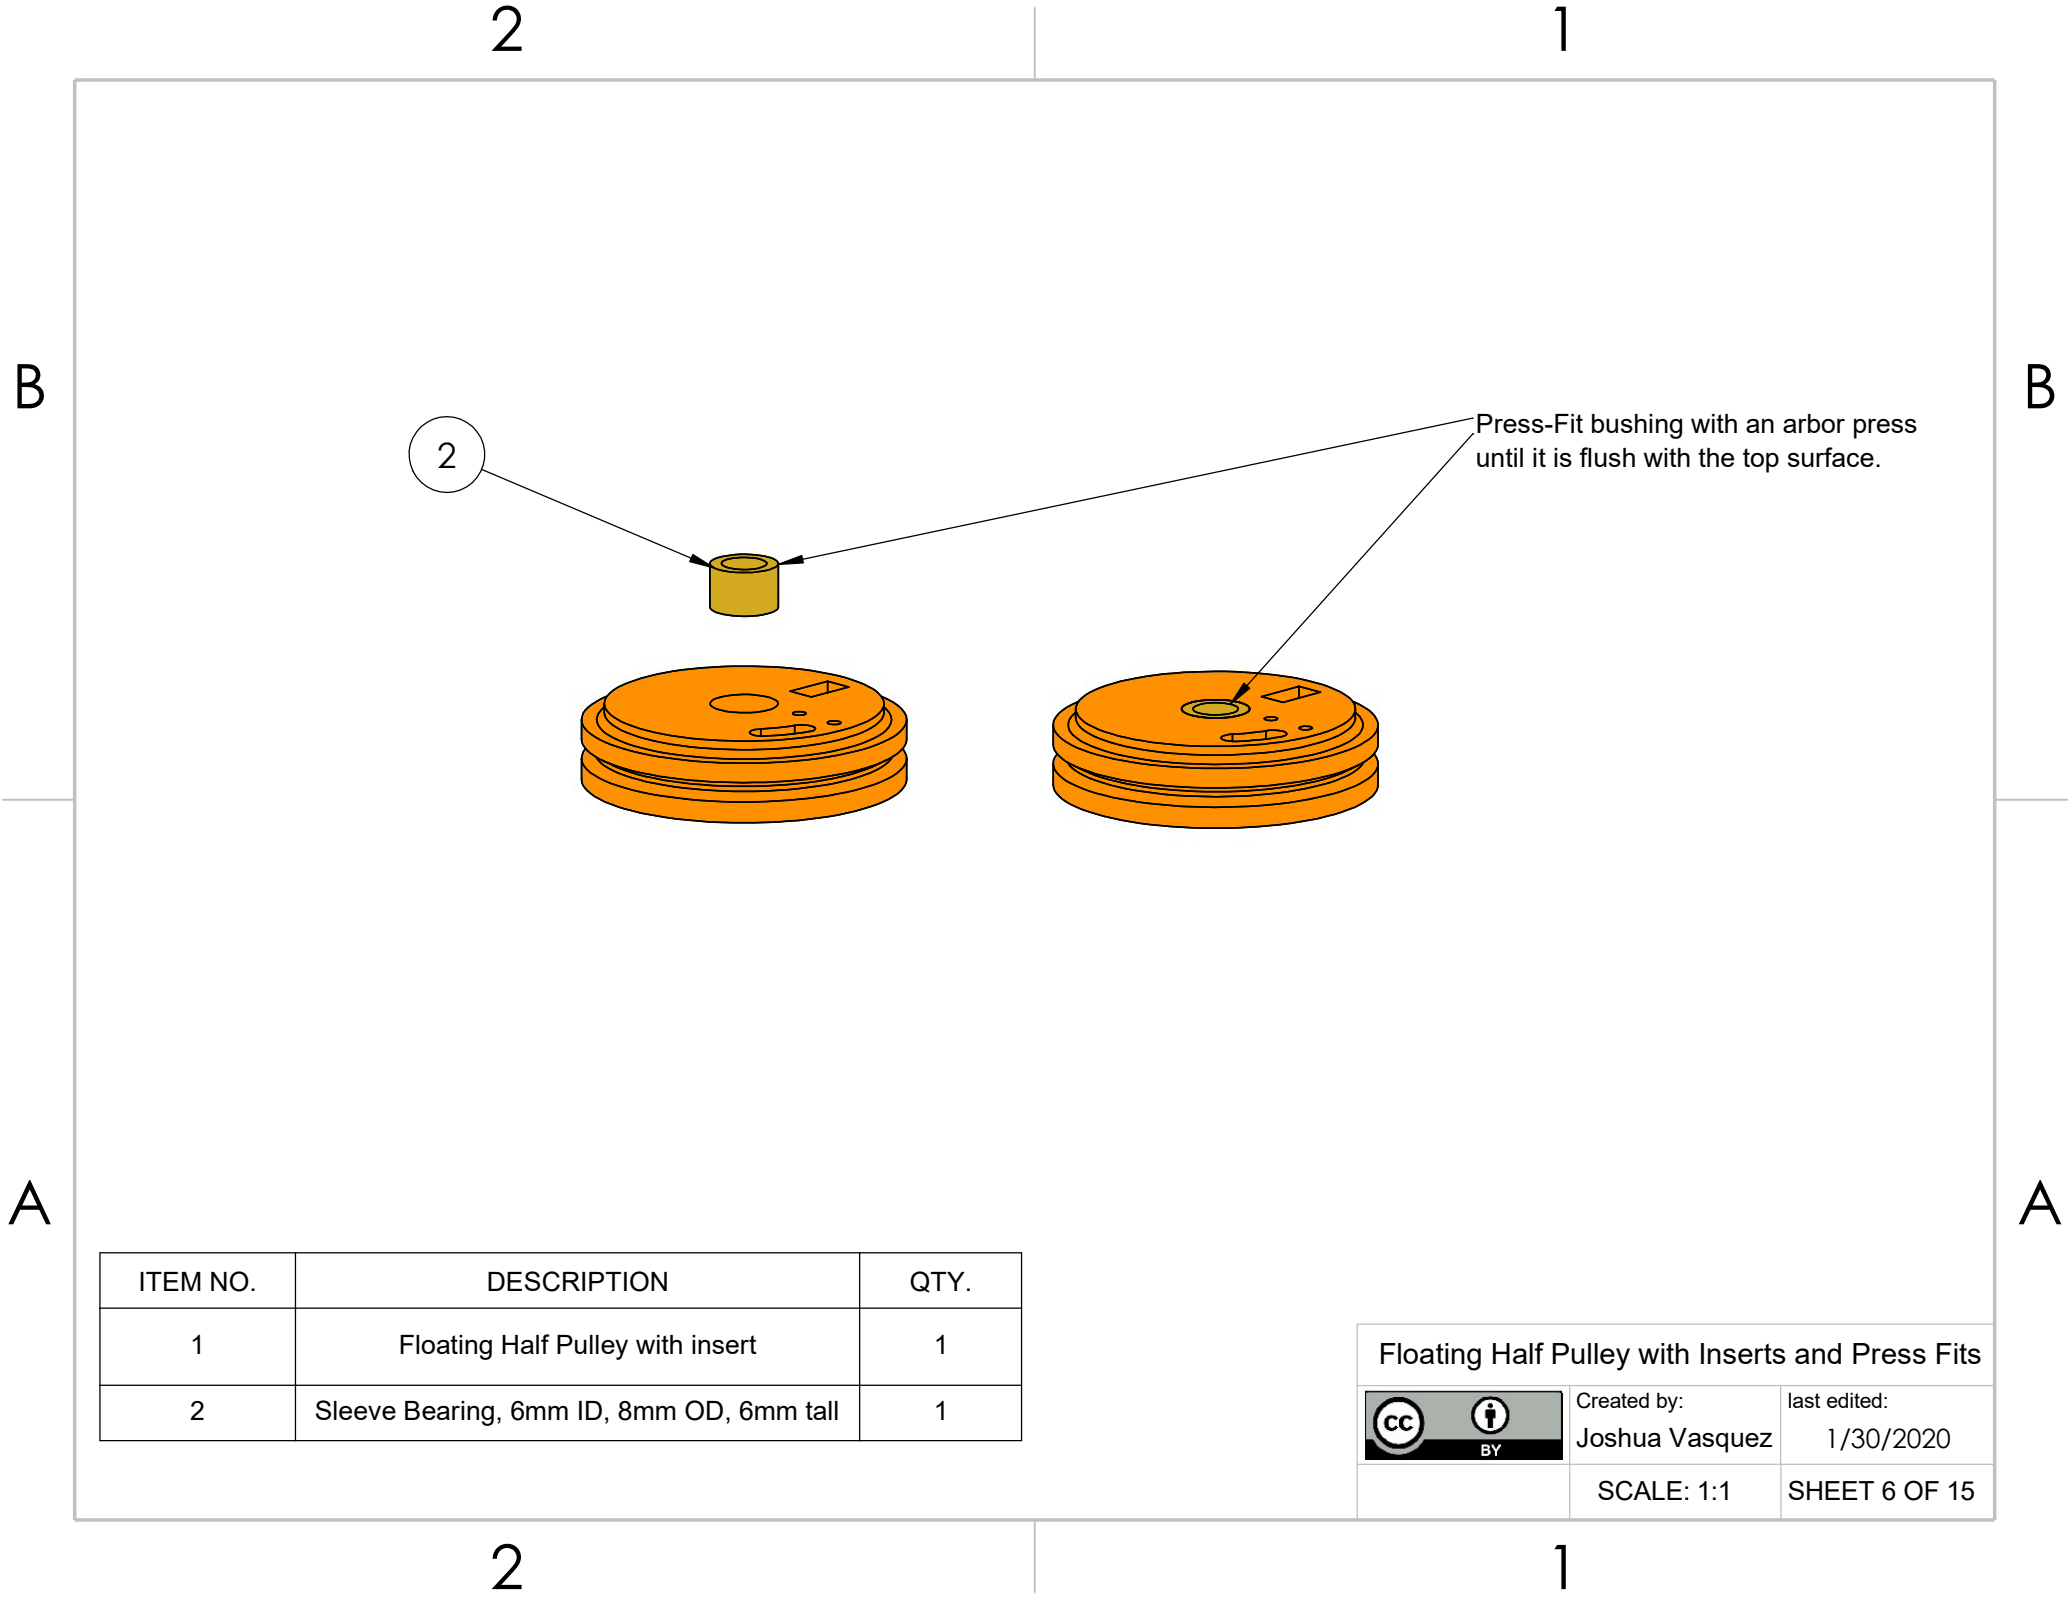 2 1
B B
2
Press-Fit bushing with an arbor press
until it is flush with the top surface.
A A
ITEM NO. DESCRIPTION QTY.
1 Floating Half Pulley with insert 1
2 Sleeve Bearing, 6mm ID, 8mm OD, 6mm tall 1
Floating Half Pulley with Inserts and Press Fits
cc BY
Created by: last edited:
Joshua Vasquez 1/30/2020
SCALE: 1:1 SHEET 6 OF 15
2 1